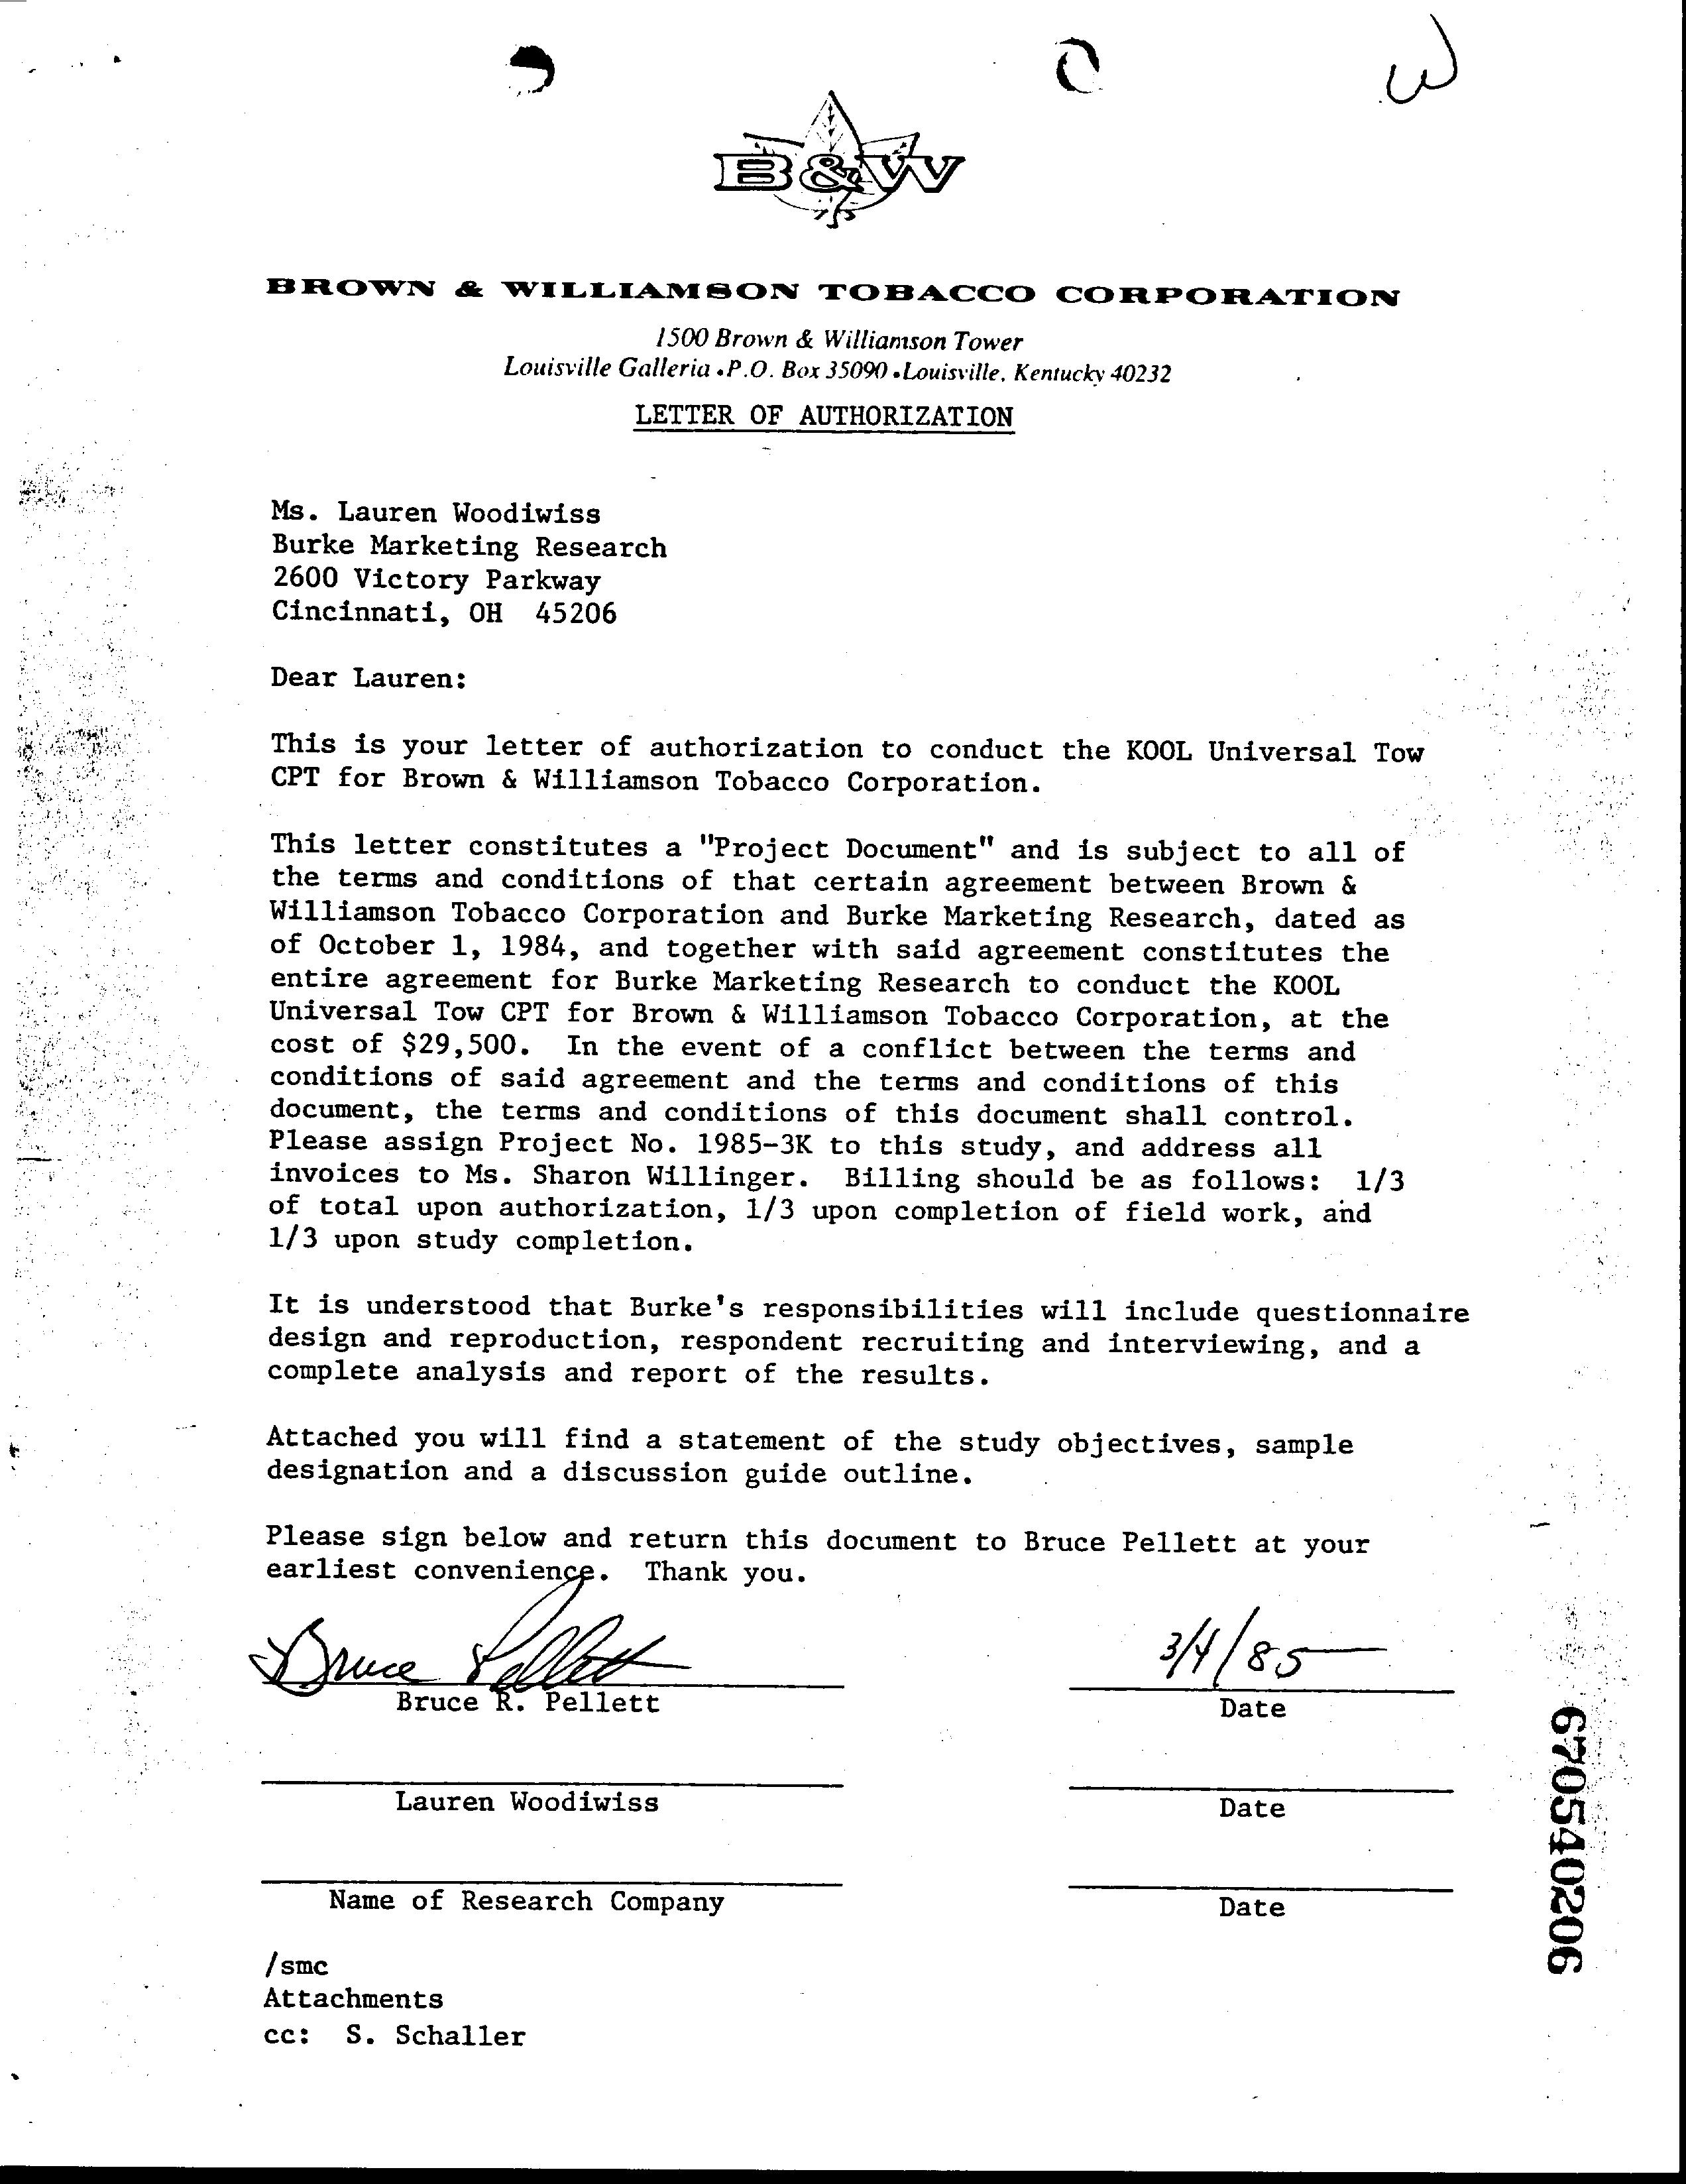 W
B&W
BROWN & WILLIAMSON TOBACCO CORPORATION
1500 Brown & Williamson Tower
Louisville Galleria • P.O. Box 35090 • Louisville, Kentucky 40232
LETTER OF AUTHORIZATION
Ms. Lauren Woodiwiss
Burke Marketing Research
2600 Victory Parkway
Cincinnati, OH  45206
Dear Lauren:
This is your letter of authorization to conduct the KOOL Universal Tow
CPT for Brown & Williamson Tobacco Corporation.
This letter constitutes a "Project Document" and is subject to all of
the terms and conditions of that certain agreement between Brown &
Williamson Tobacco Corporation and Burke Marketing Research, dated as
of October 1, 1984, and together with said agreement constitutes the
entire agreement for Burke Marketing Research to conduct the KOOL
Universal Tow CPT for Brown & Williamson Tobacco Corporation, at the
cost of $29,500.  In the event of a conflict between the terms and
conditions of said agreement and the terms and conditions of this
document, the terms and conditions of this document shall control.
Please assign Project No. 1985-3K to this study, and address all
invoices to Ms. Sharon Willinger.  Billing should be as follows:  1/3
of total upon authorization, 1/3 upon completion of field work, and
1/3 upon study completion.
It is understood that Burke's responsibilities will include questionnaire
design and reproduction, respondent recruiting and interviewing, and a
complete analysis and report of the results.
Attached you will find a statement of the study objectives, sample
designation and a discussion guide outline.
Please sign below and return this document to Bruce Pellett at your
earliest convenience.  Thank you.
Bruce Pellett 3/4/85
Bruce R. Pellett Date
Lauren Woodiwiss Date
Name of Research Company Date
/smc
Attachments
cc:  S. Schaller
670540206